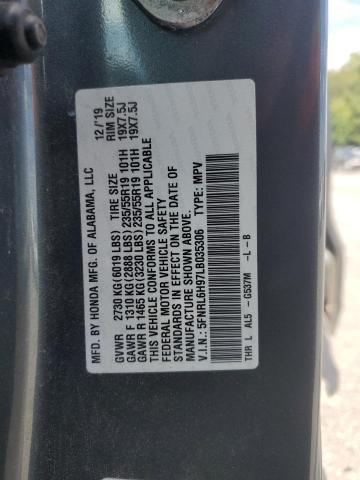 MFD. BY HONDA MFG. OF ALABAMA, LLC 12/'19
GVWR 2730 KG(6019 LBS) TIRE SIZE RIM SIZE
GAWR F 1310 KG(2888 LBS) 235/55R19 101H 19X7.5J
GAWR R 1465 KG(3230 LBS) 235/55R19 101H 19X7.5J
THIS VEHICLE CONFORMS TO ALL APPLICABLE
FEDERAL MOTOR VEHICLE SAFETY
STANDARDS IN EFFECT ON THE DATE OF
MANUFACTURE SHOWN ABOVE.
V.I.N.: 5FNRL6H97LB035306 TYPE: MPV
THR L AL5 - G537M -L -B